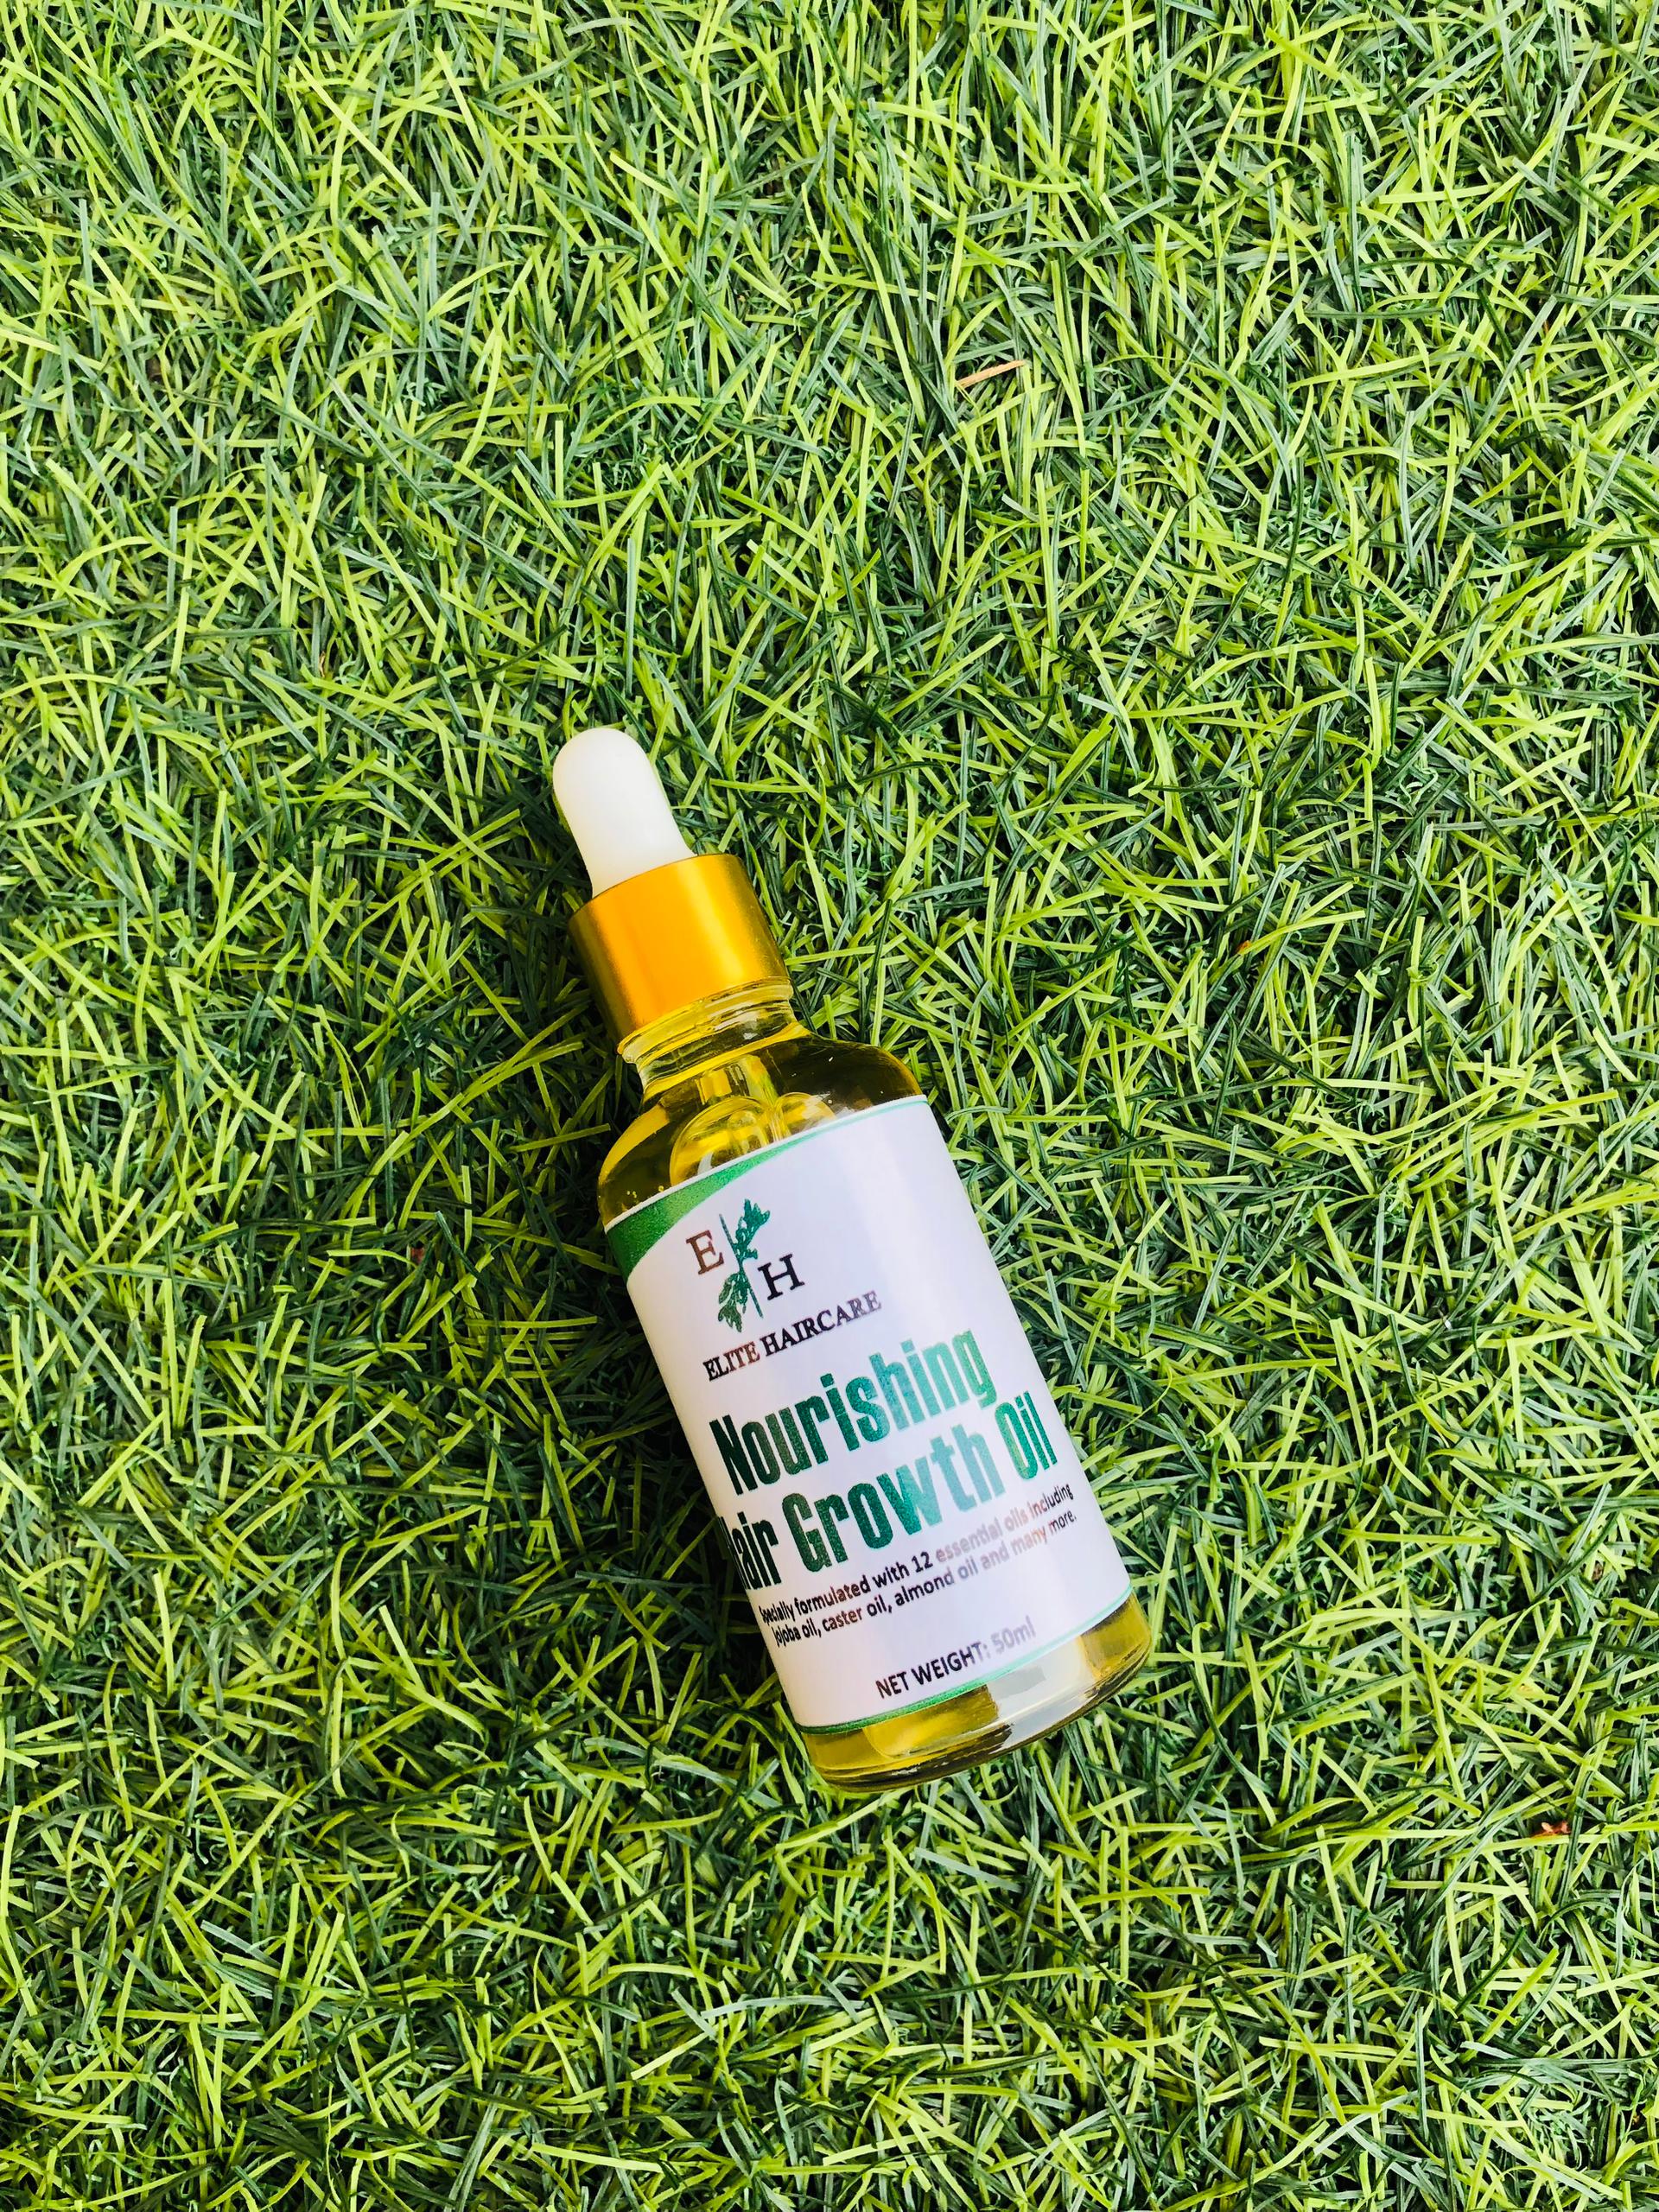 E
H
ELITE HAIRCARE
Nourishing
Hair Growth Oil
Specially formulated with 12 essential oils including
jojoba oil, caster oil, almond oil and many more.
NET WEIGHT: 50ml